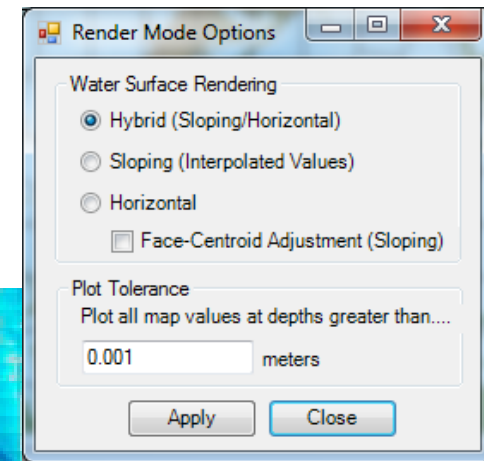 Render Mode Options
Water Surface Rendering
Hybrid (Sloping/Horizontal)
Sloping (Interpolated Values)
Horizontal
Face-Centroid Adjustment (Sloping)
Plot Tolerance
Plot all map values at depths greater than....
0.001 meters
Apply Close